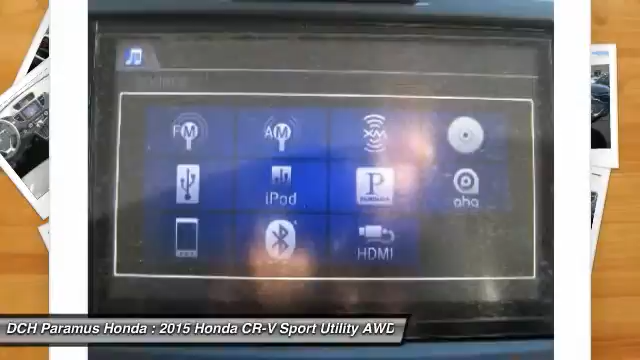 FM AM XM
iPod P PANDORA aha
HDMI
DCH Paramus Honda : 2015 Honda CR-V Sport Utility AWD